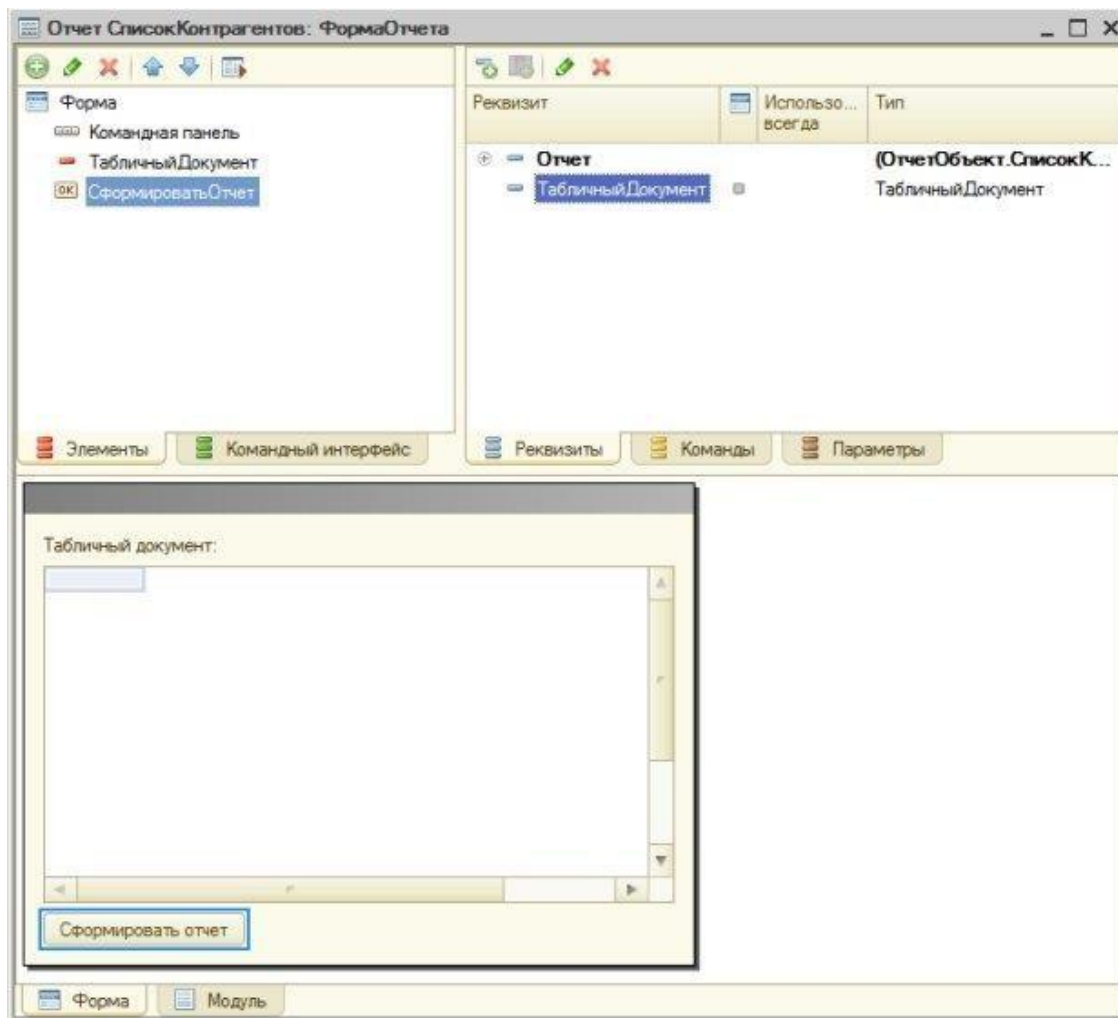 Отчет СписокКонтрагентов: ФормаОтчета
Форма
Командная панель
ТабличныйДокумент
OK СформироватьОтчет
Элементы Командный интерфейс
Реквизит Использо... всегда Тип
Отчет (ОтчетОбъект.СписокК...
ТабличныйДокумент ТабличныйДокумент
Реквизиты Команды Параметры
Табличный документ:
Сформировать отчет
Форма Модуль